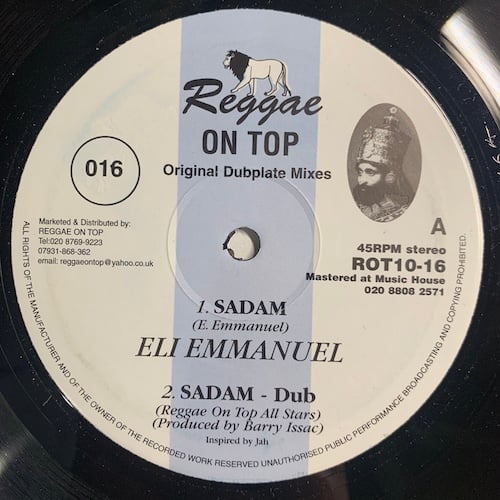 Reggae
ON TOP
Original Dubplate Mixes
016
Marketed & Distributed by:
REGGAE ON TOP
Tel:020 8769-9223
07931-868-362
email: reggaeontop@yahoo.co.uk
A
45RPM stereo
ROT10-16
Mastered at Music House
020 8808 2571
1. SADAM
(E. Emmanuel)
ELI EMMANUEL
2. SADAM - Dub
(Reggae On Top All Stars)
(Produced by Barry Issac)
Inspired by Jah
ALL RIGHTS OF THE MANUFACTURER AND OF THE OWNER OF THE RECORDED WORK RESERVED UNAUTHORISED PUBLIC PERFORMANCE BROADCASTING AND COPYING PROHIBITED.